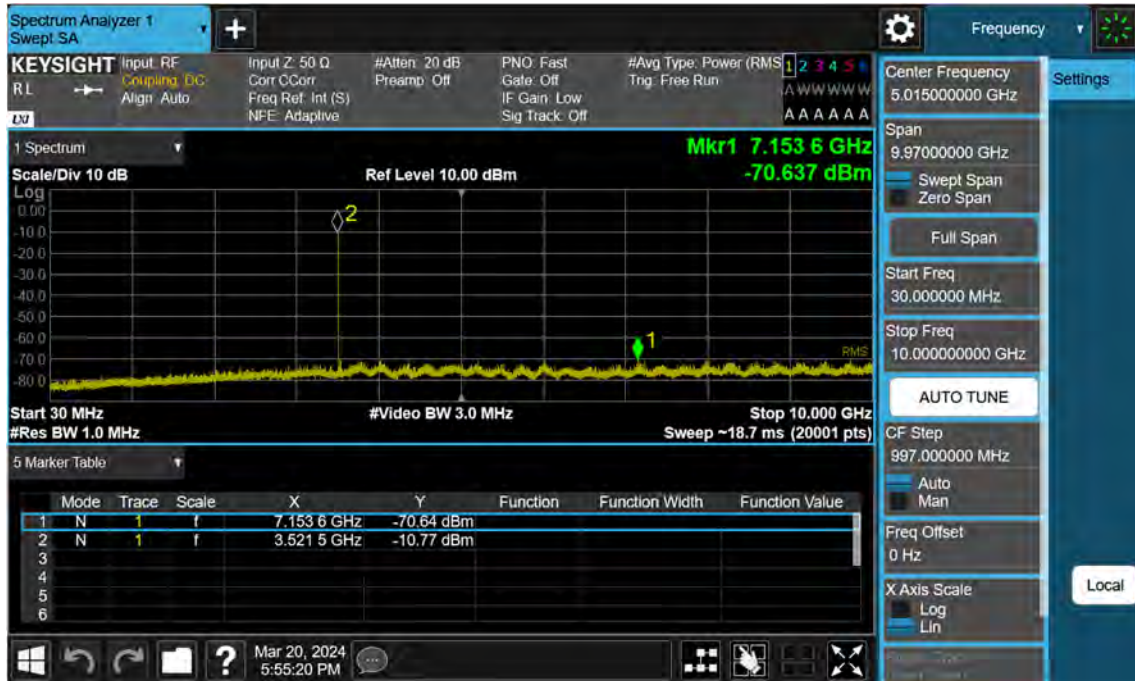 Spectrum Analyzer 1
Swept SA
Frequency
KEYSIGHT
RL
LXI
Input: RF
Coupling: DC
Align: Auto
Input Z: 50 Ω
Corr CCorr
Freq Ref: Int (S)
NFE: Adaptive
#Atten: 20 dB
Preamp: Off
PNO: Fast
Gate: Off
IF Gain: Low
Sig Track: Off
#Avg Type: Power (RMS
Trig: Free Run
1 2 3 4 5 6
A W W W W W
A A A A A A
1 Spectrum
Scale/Div 10 dB
Ref Level 10.00 dBm
Mkr1 7.153 6 GHz
-70.637 dBm
Log
0.00
-10.0
-20.0
-30.0
-40.0
-50.0
-60.0
-70.0
-80.0
2
1
RMS
Start 30 MHz
#Video BW 3.0 MHz
Stop 10.000 GHz
#Res BW 1.0 MHz
Sweep ~18.7 ms (20001 pts)
5 Marker Table
Mode Trace Scale X Y Function Function Width Function Value
1 N 1 f 7.153 6 GHz -70.64 dBm
2 N 1 f 3.521 5 GHz -10.77 dBm
3
4
5
6
Mar 20, 2024
5:55:20 PM
Center Frequency
5.015000000 GHz
Span
9.97000000 GHz
Swept Span
Zero Span
Full Span
Start Freq
30.000000 MHz
Stop Freq
10.000000000 GHz
AUTO TUNE
CF Step
997.000000 MHz
Auto
Man
Freq Offset
0 Hz
X Axis Scale
Log
Lin
Settings
Local